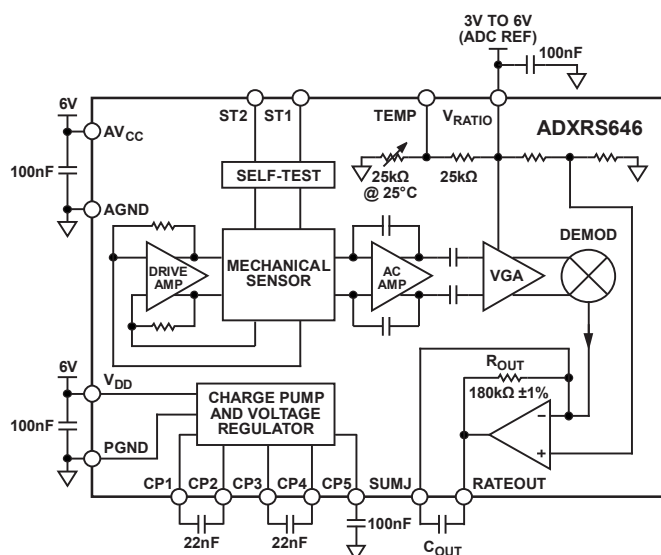 3V TO 6V
(ADC REF)
100nF
6V
ST2 ST1 TEMP VRATIO
ADXRS646
AVCC
100nF
25kΩ
@ 25°C
25kΩ
SELF-TEST
AGND
DEMOD
DRIVE
AMP
MECHANICAL
SENSOR
AC
AMP
VGA
ROUT
6V
VDD
180kΩ ±1%
CHARGE PUMP
AND VOLTAGE
REGULATOR
100nF
–
+
PGND
CP1 CP2 CP3 CP4 CP5 SUMJ RATEOUT
22nF 22nF 100nF
COUT